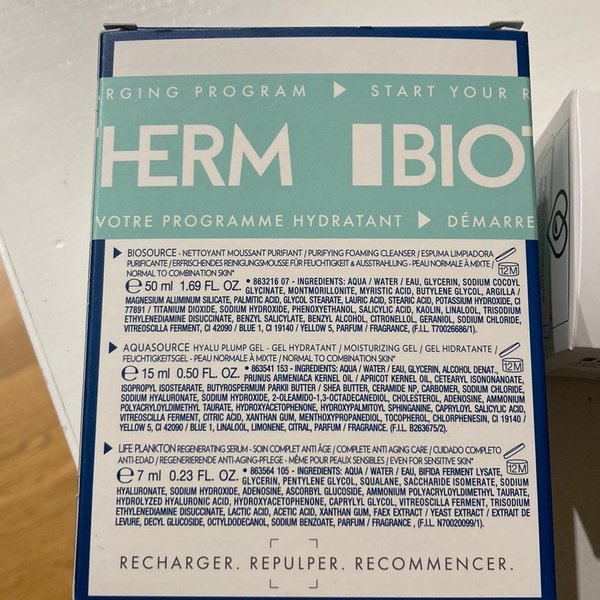 RGING PROGRAM ▶ START YOUR R
HERM BIOT
VOTRE PROGRAMME HYDRATANT ▶ DÉMARRE
▶ BIOSOURCE - NETTOYANT MOUSSANT PURIFIANT / PURIFYING FOAMING CLEANSER / ESPUMA LIMPIADORA
PURIFICANTE / ERFRISCHENDES REINIGUNGSMOUSSE FÜR FEUCHTIGKEIT & AUSSTRAHLUNG - PEAU NORMALE À MIXTE /
NORMAL TO COMBINATION SKIN* 12M
℮ 50 ml 1.69 FL. OZ. • 863216 07 - INGREDIENTS: AQUA / WATER / EAU, GLYCERIN, SODIUM COCOYL
GLYCINATE, MONTMORILLONITE, MYRISTIC ACID, BUTYLENE GLYCOL, ARGILLA /
MAGNESIUM ALUMINUM SILICATE, PALMITIC ACID, GLYCOL STEARATE, LAURIC ACID, STEARIC ACID, POTASSIUM HYDROXIDE, CI
77891 / TITANIUM DIOXIDE, SODIUM HYDROXIDE, PHENOXYETHANOL, SALICYLIC ACID, KAOLIN, LINALOOL, TRISODIUM
ETHYLENEDIAMINE DISUCCINATE, BENZYL SALICYLATE, BENZYL ALCOHOL, CITRONELLOL, GERANIOL, SODIUM CHLORIDE,
VITREOSCILLA FERMENT, CI 42090 / BLUE 1, CI 19140 / YELLOW 5, PARFUM / FRAGRANCE, (F.I.L. T70026686/1).
▶ AQUASOURCE HYALU PLUMP GEL - GEL HYDRATANT / MOISTURIZING GEL / GEL HIDRATANTE /
FEUCHTIGKEITSGEL - PEAU NORMALE À MIXTE / NORMAL TO COMBINATION SKIN* 12M
℮ 15 ml 0.50 FL. OZ. • 863541 153 - INGREDIENTS: AQUA / WATER / EAU, GLYCERIN, ALCOHOL DENAT.,
PRUNUS ARMENIACA KERNEL OIL / APRICOT KERNEL OIL, CETEARYL ISONONANOATE,
ISOPROPYL ISOSTEARATE, BUTYROSPERMUM PARKII BUTTER / SHEA BUTTER, CERAMIDE NP, CARBOMER, SODIUM CHLORIDE,
SODIUM HYALURONATE, SODIUM HYDROXIDE, 2-OLEAMIDO-1,3-OCTADECANEDIOL, CHOLESTEROL, ADENOSINE, AMMONIUM
POLYACRYLOYLDIMETHYL TAURATE, HYDROXYACETOPHENONE, HYDROXYPALMITOYL SPHINGANINE, CAPRYLOYL SALICYLIC ACID,
VITREOSCILLA FERMENT, CITRIC ACID, XANTHAN GUM, MENTHOXYPROPANEDIOL, TOCOPHEROL, CHLORPHENESIN, CI 19140 /
YELLOW 5, CI 42090 / BLUE 1, LINALOOL, LIMONENE, CITRAL, PARFUM / FRAGRANCE. (F.I.L. B263675/2).
▶ LIFE PLANKTON REGENERATING SERUM - SOIN COMPLET ANTI ÂGE / COMPLETE ANTI AGING CARE / CUIDADO COMPLETO
ANTI-EDAD / REGENERIERENDE ANTI-AGING-PFLEGE - MÊME POUR PEAUX SENSIBLES / EVEN FOR SENSITIVE SKIN* 12M
℮ 7 ml 0.23 FL. OZ. • 863564 105 - INGREDIENTS: AQUA / WATER / EAU, BIFIDA FERMENT LYSATE,
GLYCERIN, PENTYLENE GLYCOL, SQUALANE, SACCHARIDE ISOMERATE, SODIUM
HYALURONATE, SODIUM HYDROXIDE, ADENOSINE, ASCORBYL GLUCOSIDE, AMMONIUM POLYACRYLOYLDIMETHYL TAURATE,
HYDROLYZED HYALURONIC ACID, HYDROXYACETOPHENONE, CAPRYLYL GLYCOL, VITREOSCILLA FERMENT, TRISODIUM
ETHYLENEDIAMINE DISUCCINATE, LACTIC ACID, ACETIC ACID, XANTHAN GUM, FAEX EXTRACT / YEAST EXTRACT / EXTRAIT DE
LEVURE, DECYL GLUCOSIDE, OCTYLDODECANOL, SODIUM BENZOATE, PARFUM / FRAGRANCE , (F.I.L. N70020099/1).
RECHARGER. REPULPER. RECOMMENCER.